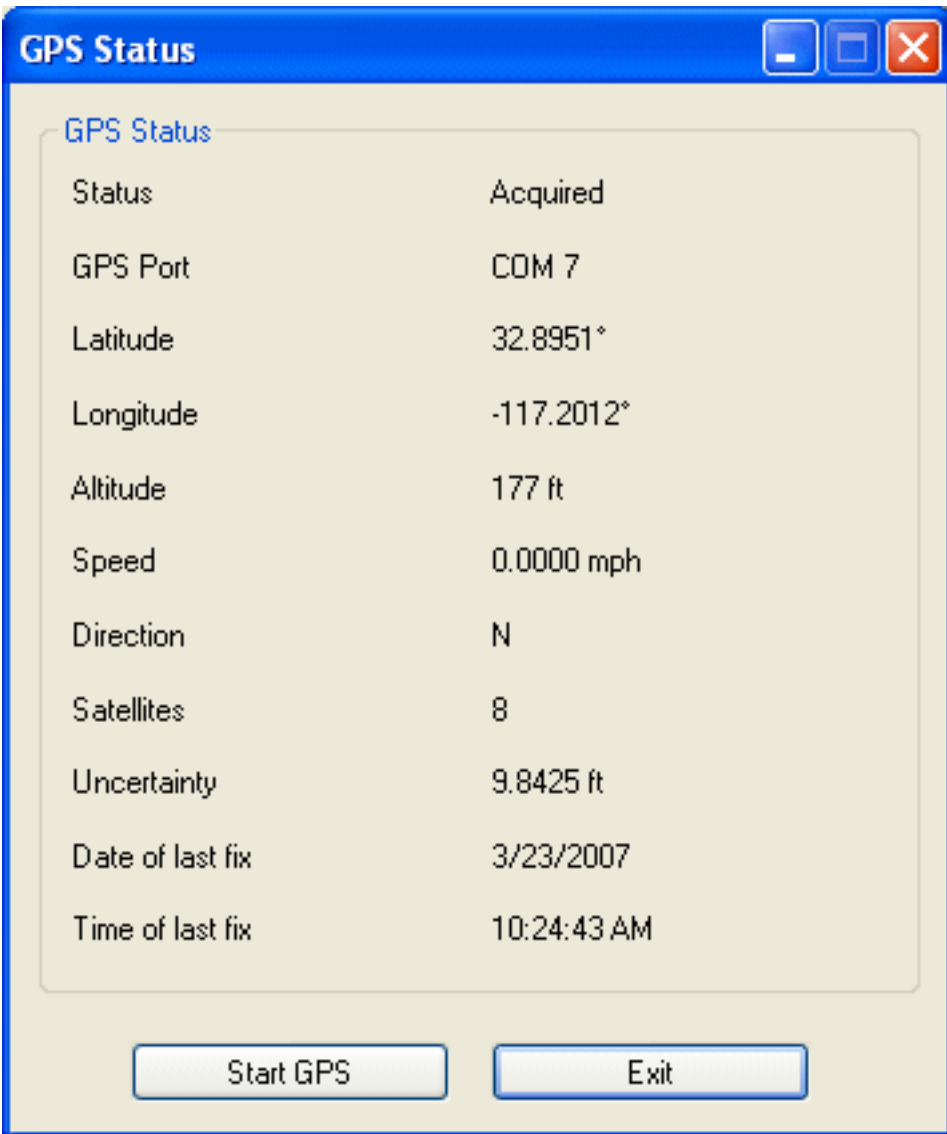 GPS Status
GPS Status
Status Acquired
GPS Port COM 7
Latitude 32.8951°
Longitude -117.2012°
Altitude 177 ft
Speed 0.0000 mph
Direction N
Satellites 8
Uncertainty 9.8425 ft
Date of last fix 3/23/2007
Time of last fix 10:24:43 AM
Start GPS Exit